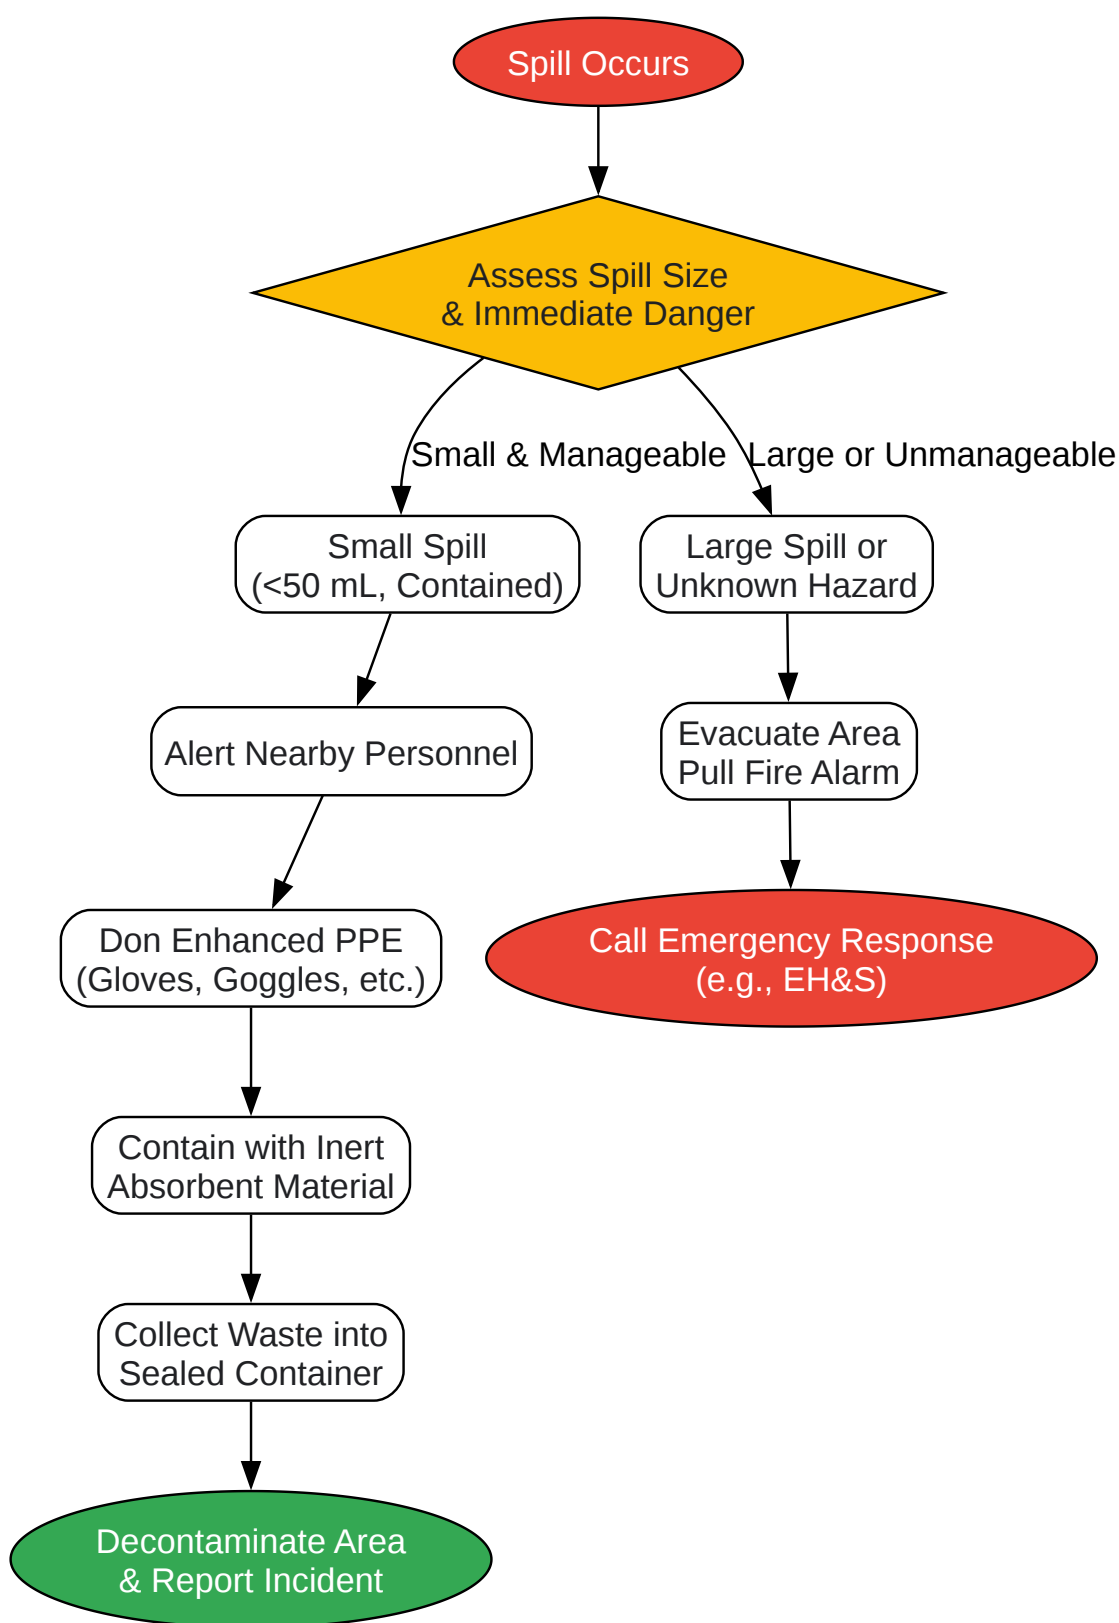 Spill Occurs
Assess Spill Size
& Immediate Danger
Small & Manageable
Large or Unmanageable
Small Spill
(<50 mL, Contained)
Large Spill or
Unknown Hazard
Alert Nearby Personnel
Evacuate Area
Pull Fire Alarm
Don Enhanced PPE
(Gloves, Goggles, etc.)
Call Emergency Response
(e.g., EH&S)
Contain with Inert
Absorbent Material
Collect Waste into
Sealed Container
Decontaminate Area
& Report Incident